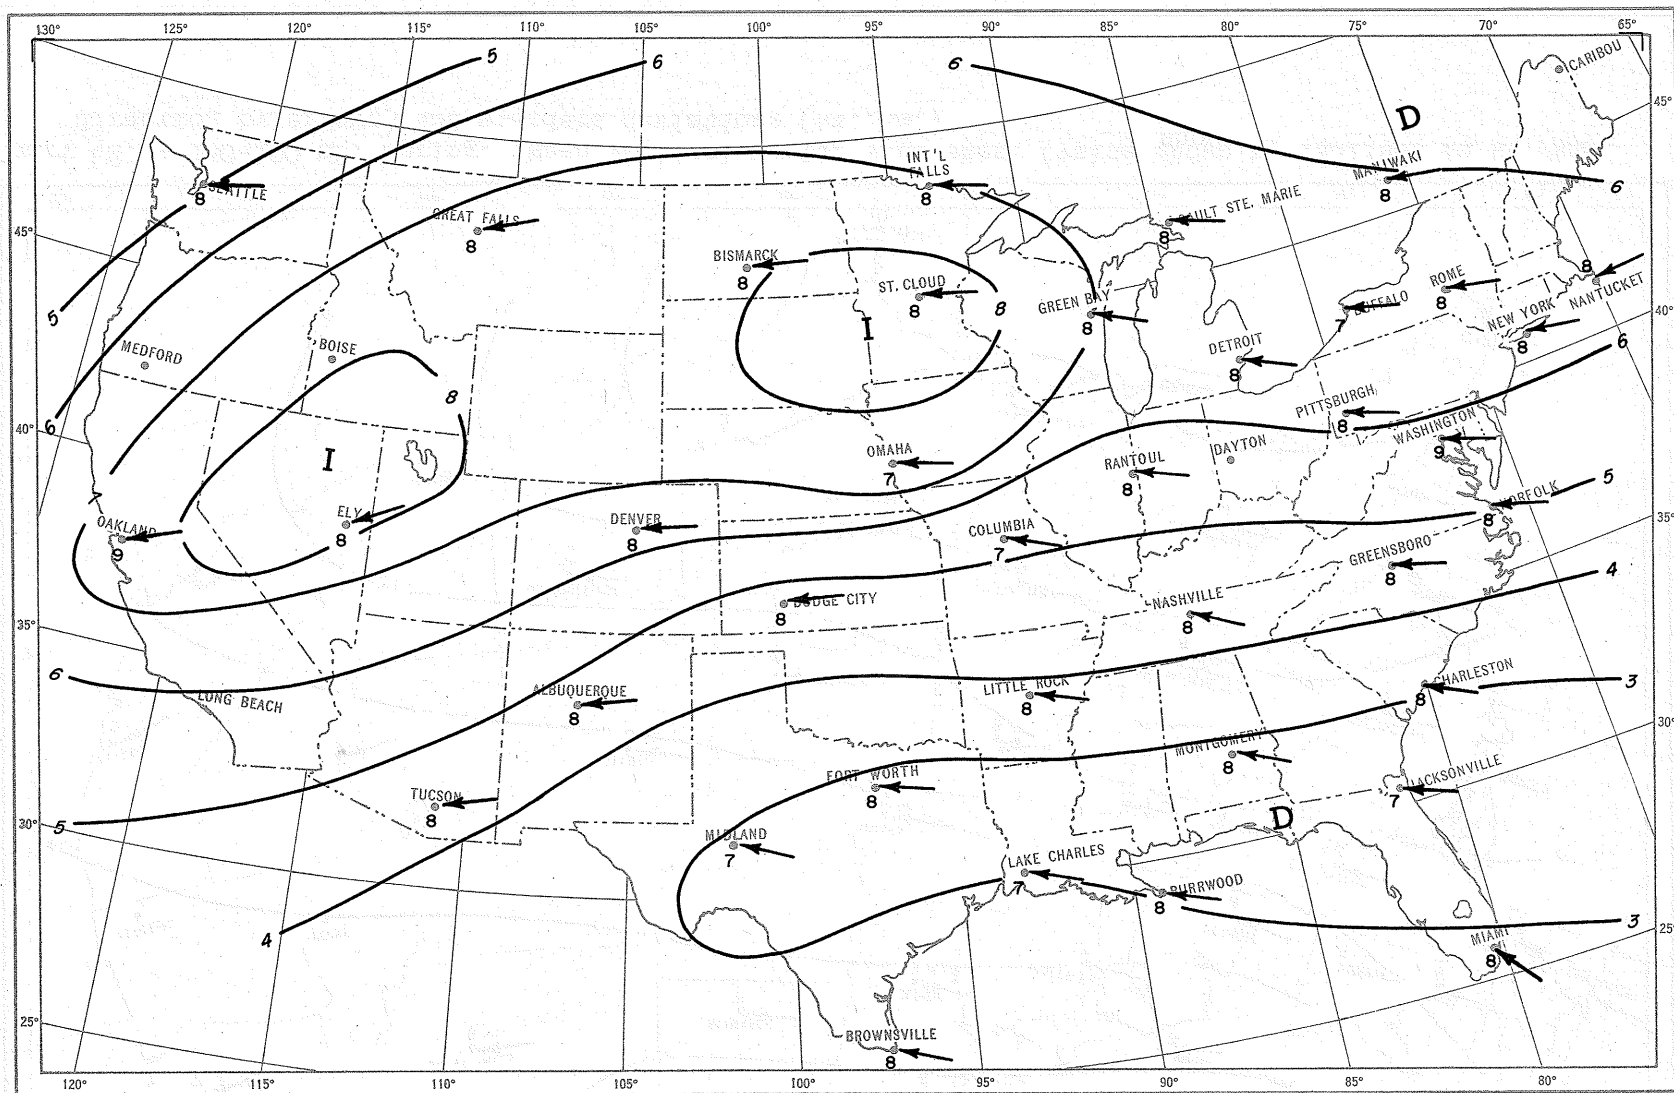 130° 125° 120° 115° 110° 105° 100° 95° 90° 85° 80° 75° 70° 65°
5
6
6
CARIBOU
45°
D
INT'L
FALLS
8
MANIWAKI
8
6
SEATTLE
8
GREAT FALLS
8
SAULT STE. MARIE
8
45°
BISMARCK
8
ST. CLOUD
8
8
GREEN BAY
8
BUFFALO
7
ROME
8
8
NANTUCKET
NEW YORK
8
40°
5
I
MEDFORD
BOISE
8
DETROIT
8
6
PITTSBURGH
8
WASHINGTON
9
40°
6
I
OMAHA
7
RANTOUL
8
DAYTON
7
5
NORFOLK
8
35°
OAKLAND
9
ELY
8
DENVER
8
COLUMBIA
7
GREENSBORO
8
4
DODGE CITY
8
NASHVILLE
8
35°
6
LONG BEACH
ALBUQUERQUE
8
LITTLE ROCK
8
CHARLESTON
8
3
30°
MONTGOMERY
8
FORT WORTH
8
JACKSONVILLE
7
TUCSON
8
D
30°
5
MIDLAND
7
LAKE CHARLES
7
BURRWOOD
8
3
25°
MIAMI
8
4
25°
BROWNSVILLE
8
120° 115° 110° 105° 100° 95° 90° 85° 80°